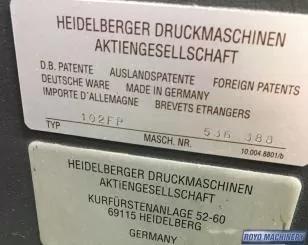 HEIDELBERGER DRUCKMASCHINEN
AKTIENGESELLSCHAFT
D.B. PATENTE AUSLANDSPATENTE FOREIGN PATENTS
DEUTSCHE WARE MADE IN GERMANY
IMPORTE D'ALLEMAGNE BREVETS ETRANGERS
TYP 102FP MASCH. NR. 536 388
10.004 8801/b
HEIDELBERGER DRUCKMASCHINEN
AKTIENGESELLSCHAFT
KURFÜRSTENANLAGE 52-60
69115 HEIDELBERG
GERMANY
ROYO MACHINERY